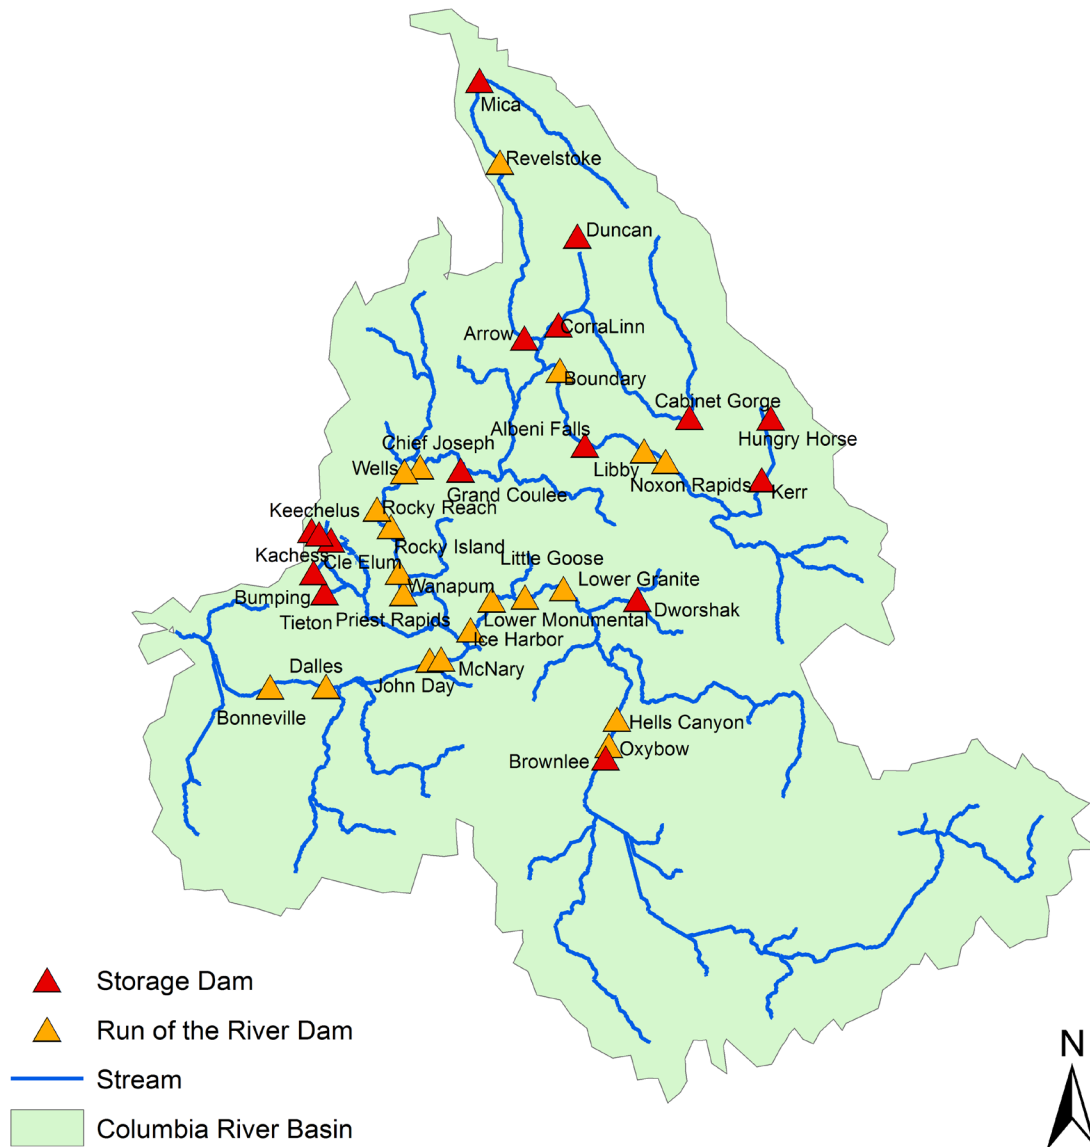 Mica
Revelstoke
Duncan
Arrow
CorraLinn
Boundary
Cabinet Gorge
Albeni Falls
Hungry Horse
Chief Joseph
Wells
Libby
Grand Coulee
Noxon Rapids
Kerr
Keechelus
Rocky Reach
Rocky Island
Kachess
Cle Elum
Little Goose
Lower Granite
Wanapum
Bumping
Dworshak
Tieton
Priest Rapids
Lower Monumental
Ice Harbor
Dalles
McNary
John Day
Bonneville
Hells Canyon
Oxybow
Brownlee
Storage Dam
Run of the River Dam
Stream
Columbia River Basin
N